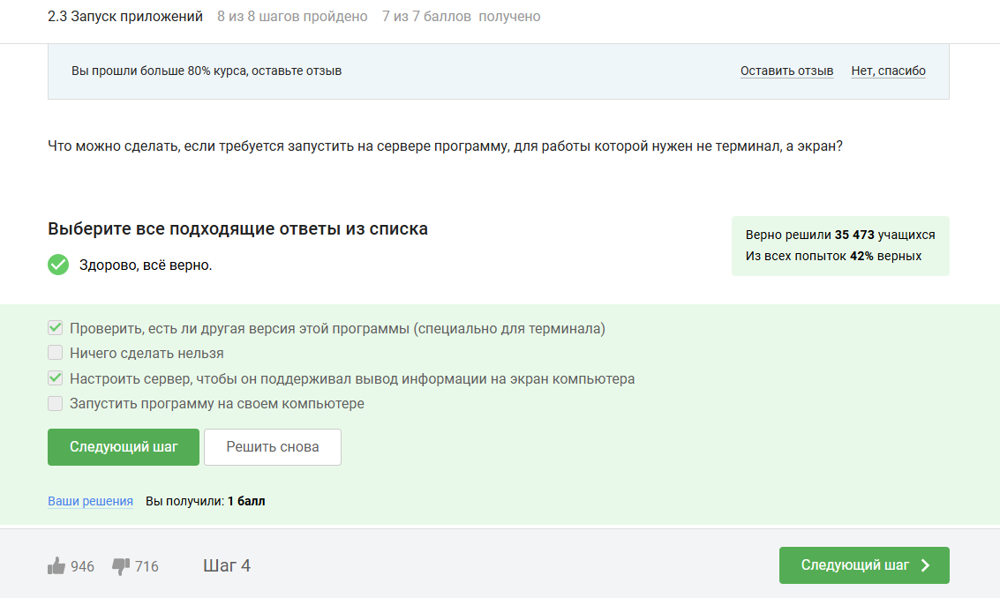 2.3 Запуск приложений 8 из 8 шагов пройдено 7 из 7 баллов получено
Вы прошли больше 80% курса, оставьте отзыв Оставить отзыв Нет, спасибо
Что можно сделать, если требуется запустить на сервере программу, для работы которой нужен не терминал, а экран?
Выберите все подходящие ответы из списка
Здорово, всё верно.
Верно решили 35 473 учащихся
Из всех попыток 42% верных
Проверить, есть ли другая версия этой программы (специально для терминала)
Ничего сделать нельзя
Настроить сервер, чтобы он поддерживал вывод информации на экран компьютера
Запустить программу на своем компьютере
Следующий шаг Решить снова
Ваши решения Вы получили: 1 балл
946 716 Шаг 4 Следующий шаг